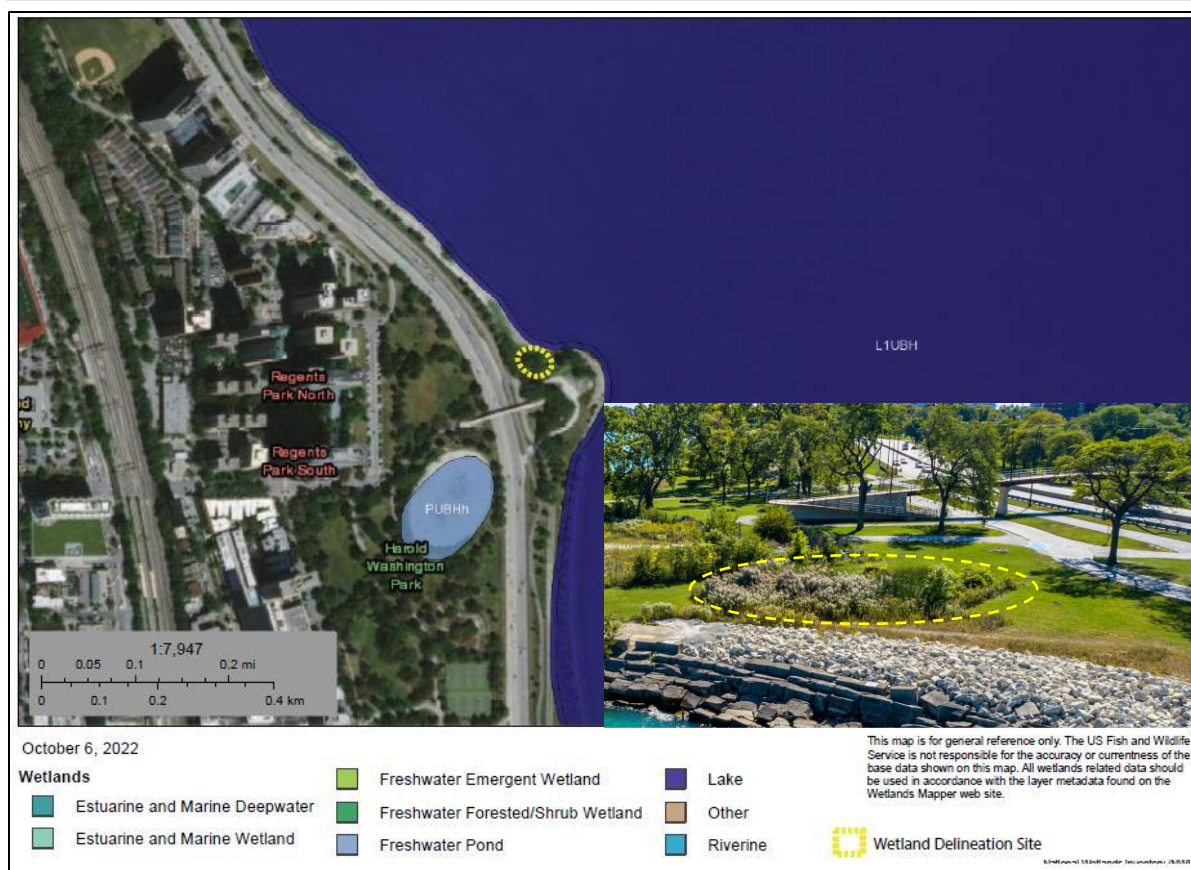 L1UBH
Regents
Park North
Regents
Park South
PUBHh
Harold
Washington
Park
1:7,947
0 0.05 0.1 0.2 mi
0 0.1 0.2 0.4 km
October 6, 2022
Wetlands
Estuarine and Marine Deepwater
Estuarine and Marine Wetland
Freshwater Emergent Wetland
Freshwater Forested/Shrub Wetland
Freshwater Pond
Lake
Other
Riverine
This map is for general reference only. The US Fish and Wildlife
Service is not responsible for the accuracy or currentness of the
base data shown on this map. All wetlands related data should
be used in accordance with the layer metadata found on the
Wetlands Mapper web site.
Wetland Delineation Site
National Wetlands Inventory (NWI)